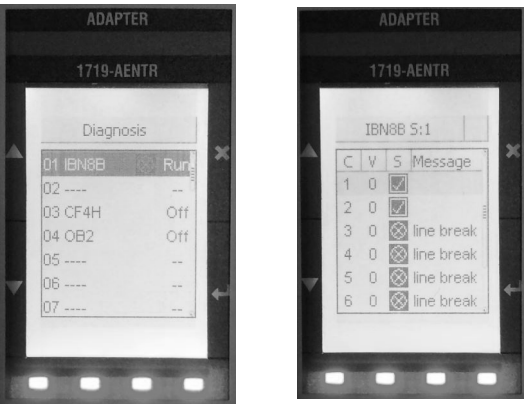 ADAPTER
1719-AENTR
Diagnosis
01 IBN8B Run
02 ---- --
03 CF4H Off
04 OB2 Off
05 ---- --
06 ---- --
07 ---- --
ADAPTER
1719-AENTR
IBN8B S:1
C V S Message
1 0
2 0
3 0 line break
4 0 line break
5 0 line break
6 0 line break